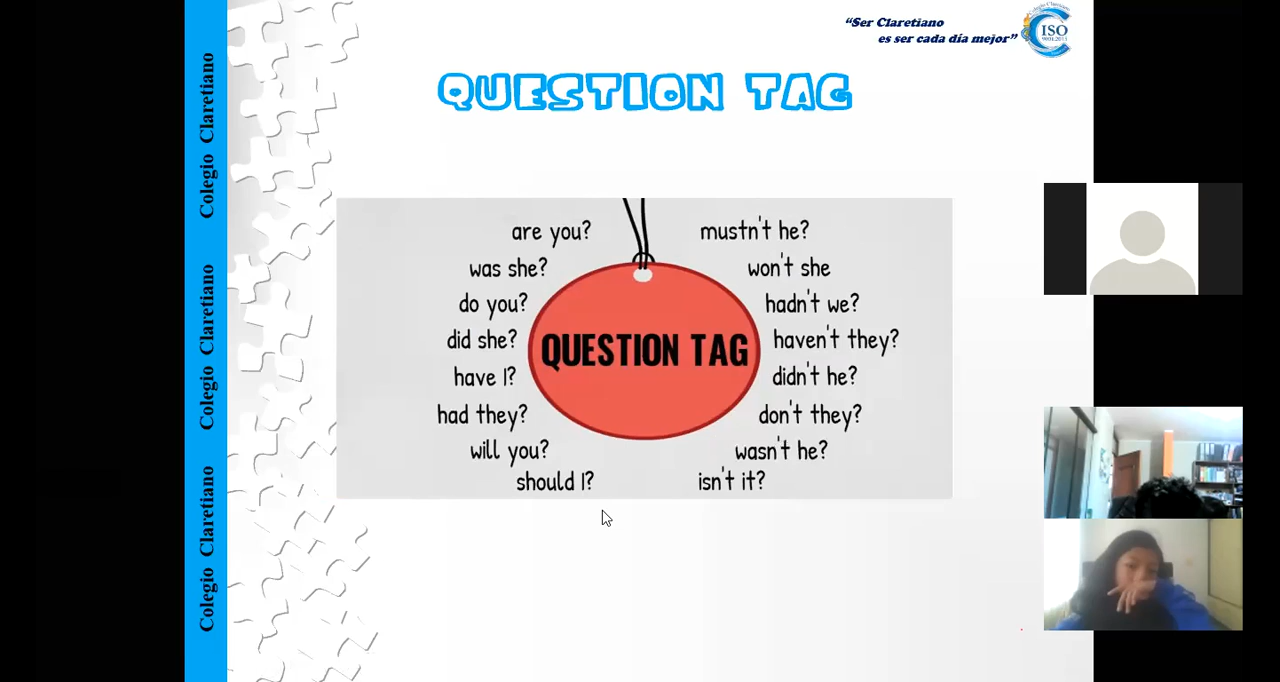 “Ser Claretiano
es ser cada día mejor”
ISO
QUESTION TAG
are you?
was she?
do you?
did she?
have I?
had they?
will you?
should I?
QUESTION TAG
mustn't he?
won't she
hadn't we?
haven't they?
didn't he?
don't they?
wasn't he?
isn't it?
Colegio Claretiano
Colegio Claretiano
Colegio Claretiano